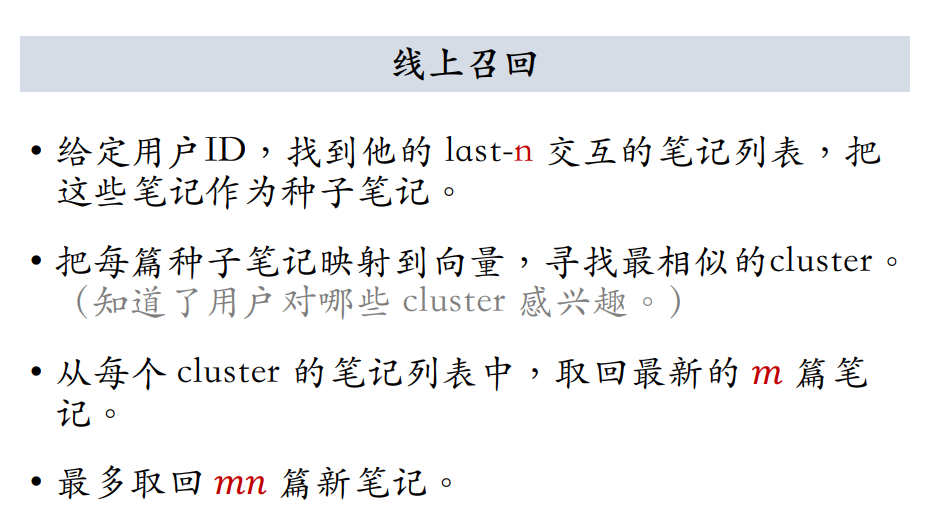 线上召回
• 给定用户ID，找到他的 last-n 交互的笔记列表，把
这些笔记作为种子笔记。
• 把每篇种子笔记映射到向量，寻找最相似的cluster。
（知道了用户对哪些 cluster 感兴趣。）
• 从每个 cluster 的笔记列表中，取回最新的 m 篇笔
记。
• 最多取回 mn 篇新笔记。